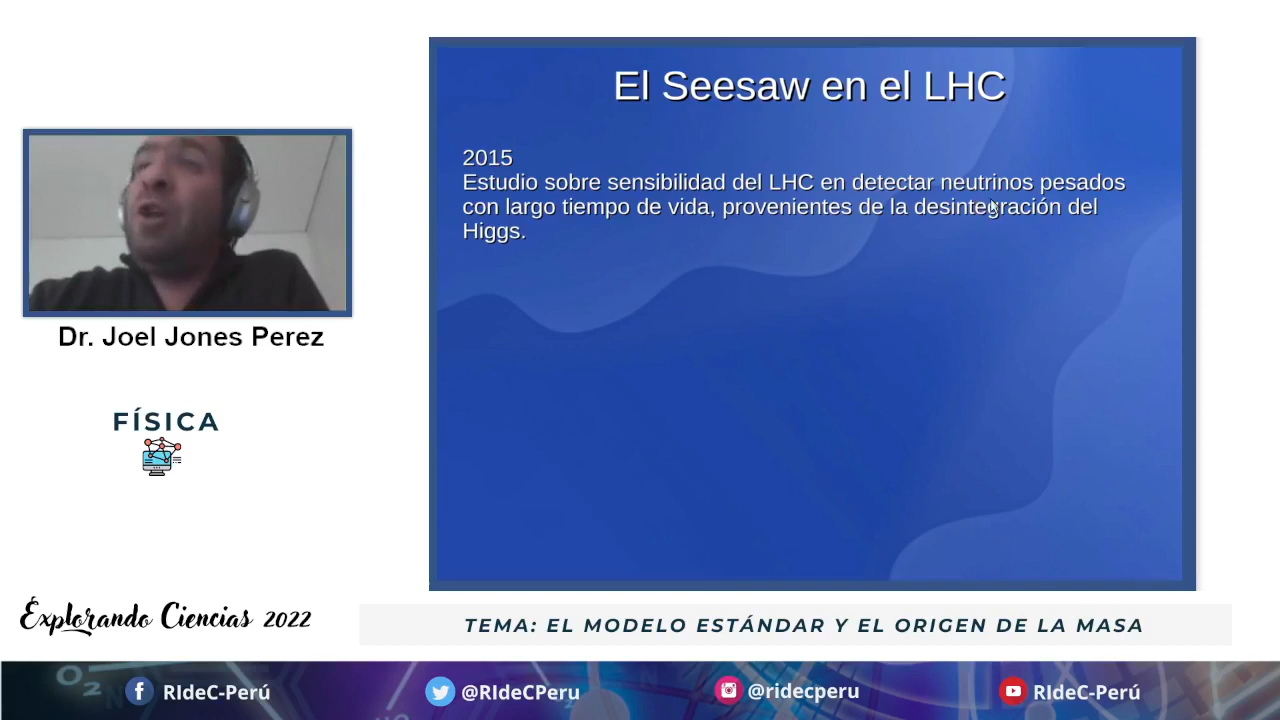 El Seesaw en el LHC
2015
Estudio sobre sensibilidad del LHC en detectar neutrinos pesados
con largo tiempo de vida, provenientes de la desintegración del
Higgs.
Dr. Joel Jones Perez
FÍSICA
Éxplorando Ciencias 2022
TEMA: EL MODELO ESTÁNDAR Y EL ORIGEN DE LA MASA
O2
RIdeC-Perú
@RIdeCPeru
@ridecperu
RIdeC-Perú